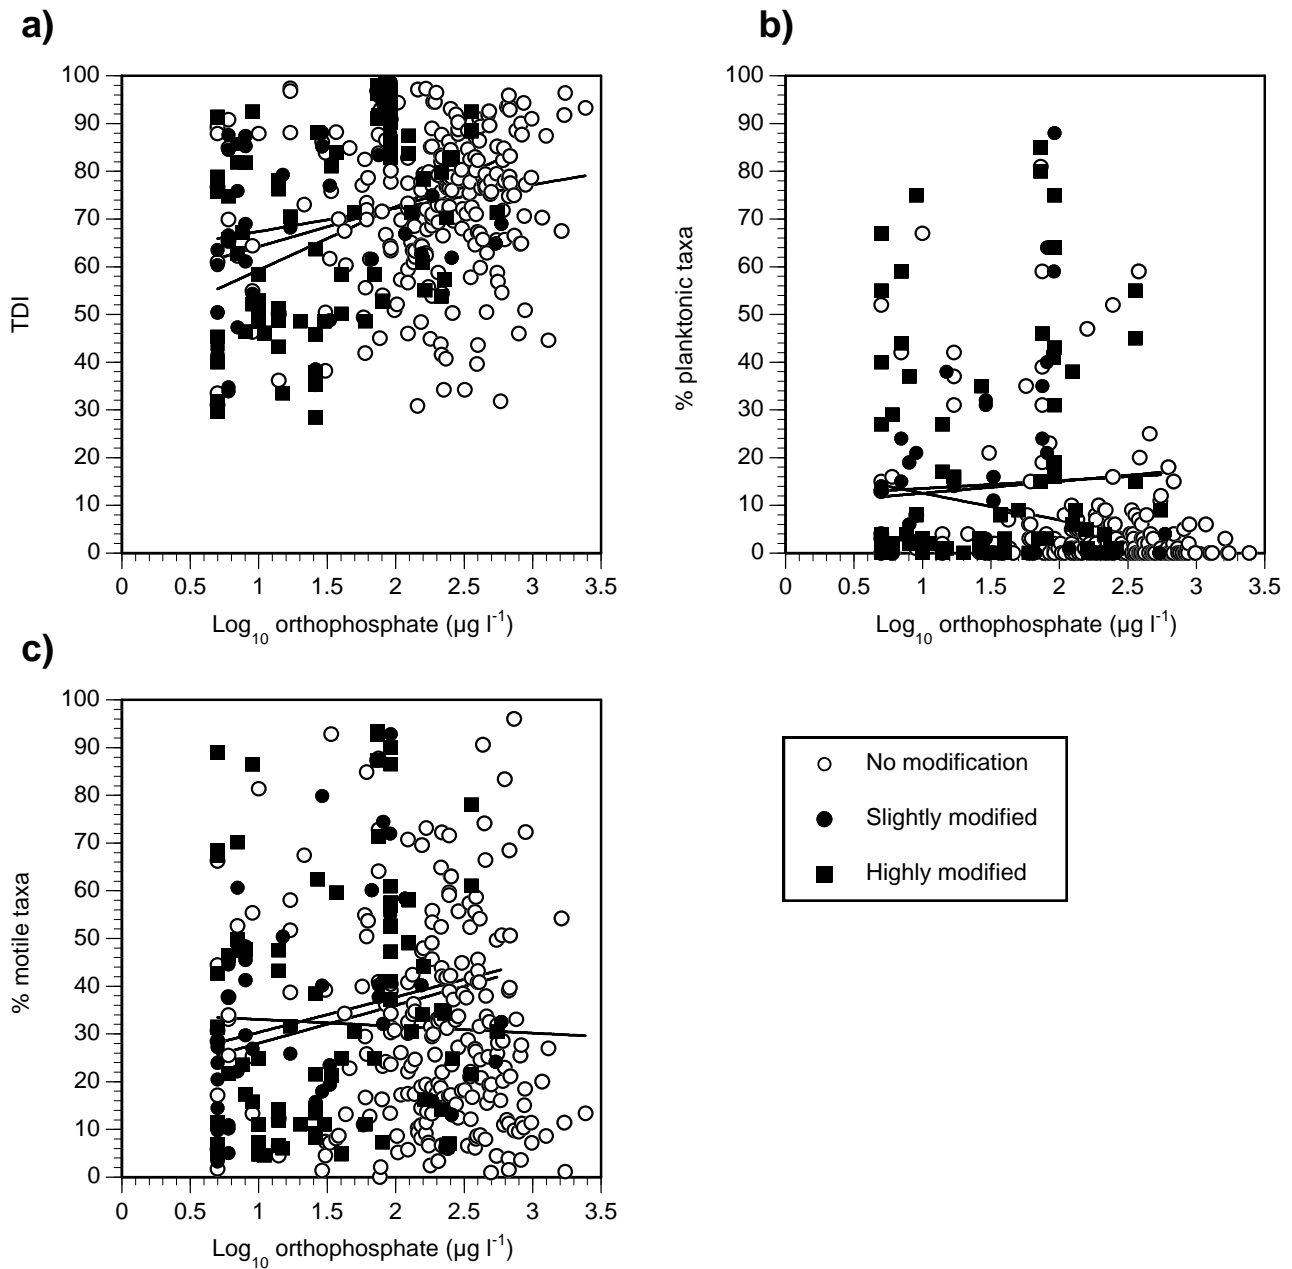 a)
100
90
80
70
60
50
40
30
20
10
0
TDI
0 0.5 1 1.5 2 2.5 3 3.5
Log10 orthophosphate (µg l-1)
b)
100
90
80
70
60
50
40
30
20
10
0
% planktonic taxa
0 0.5 1 1.5 2 2.5 3 3.5
Log10 orthophosphate (µg l-1)
c)
100
90
80
70
60
50
40
30
20
10
0
% motile taxa
0 0.5 1 1.5 2 2.5 3 3.5
Log10 orthophosphate (µg l-1)
No modification
Slightly modified
Highly modified